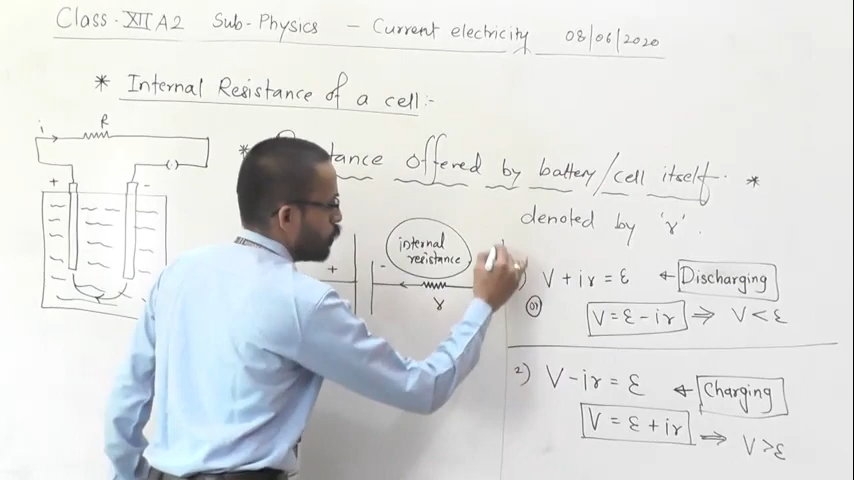 Class-XII A2 Sub-Physics - Current electricity 08/06/2020
* Internal Resistance of a cell:-
* offered by battery/cell itself. *
denoted by 'r'.
i R
+ -
+ -
internal
resistance
r
V + ir = ε ← Discharging
or V = ε - ir ⇒ V < ε
2) V - ir = ε ← Charging
V = ε + ir ⇒ V > ε